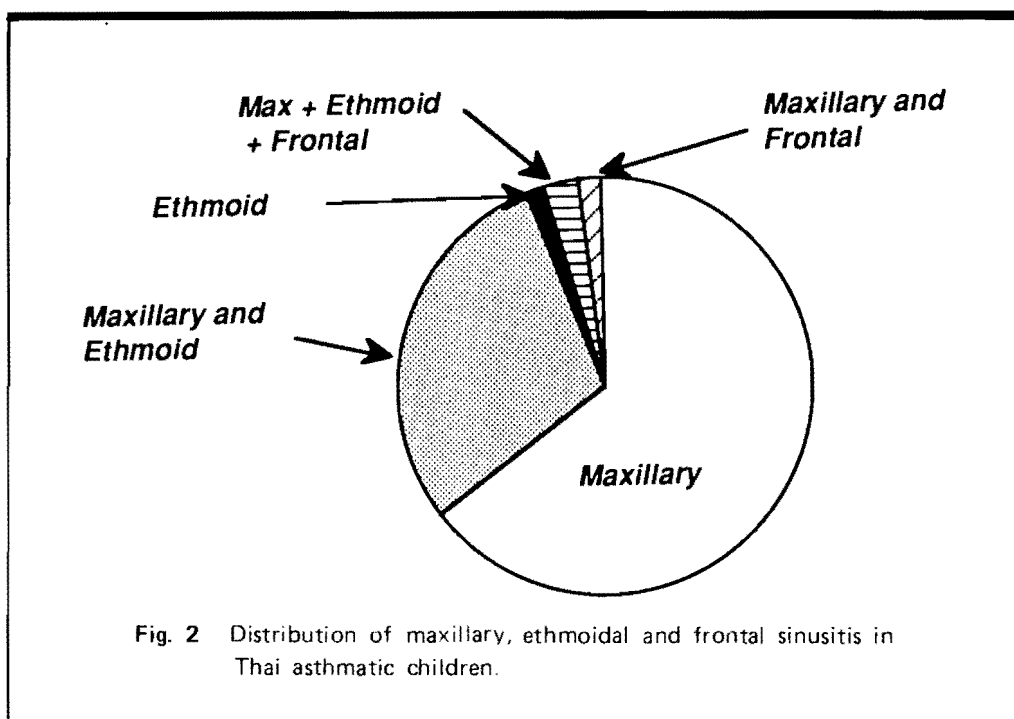 Max + Ethmoid
+ Frontal
Maxillary and
Frontal
Ethmoid
Maxillary and
Ethmoid
Maxillary
Fig. 2 Distribution of maxillary, ethmoidal and frontal sinusitis in
Thai asthmatic children.